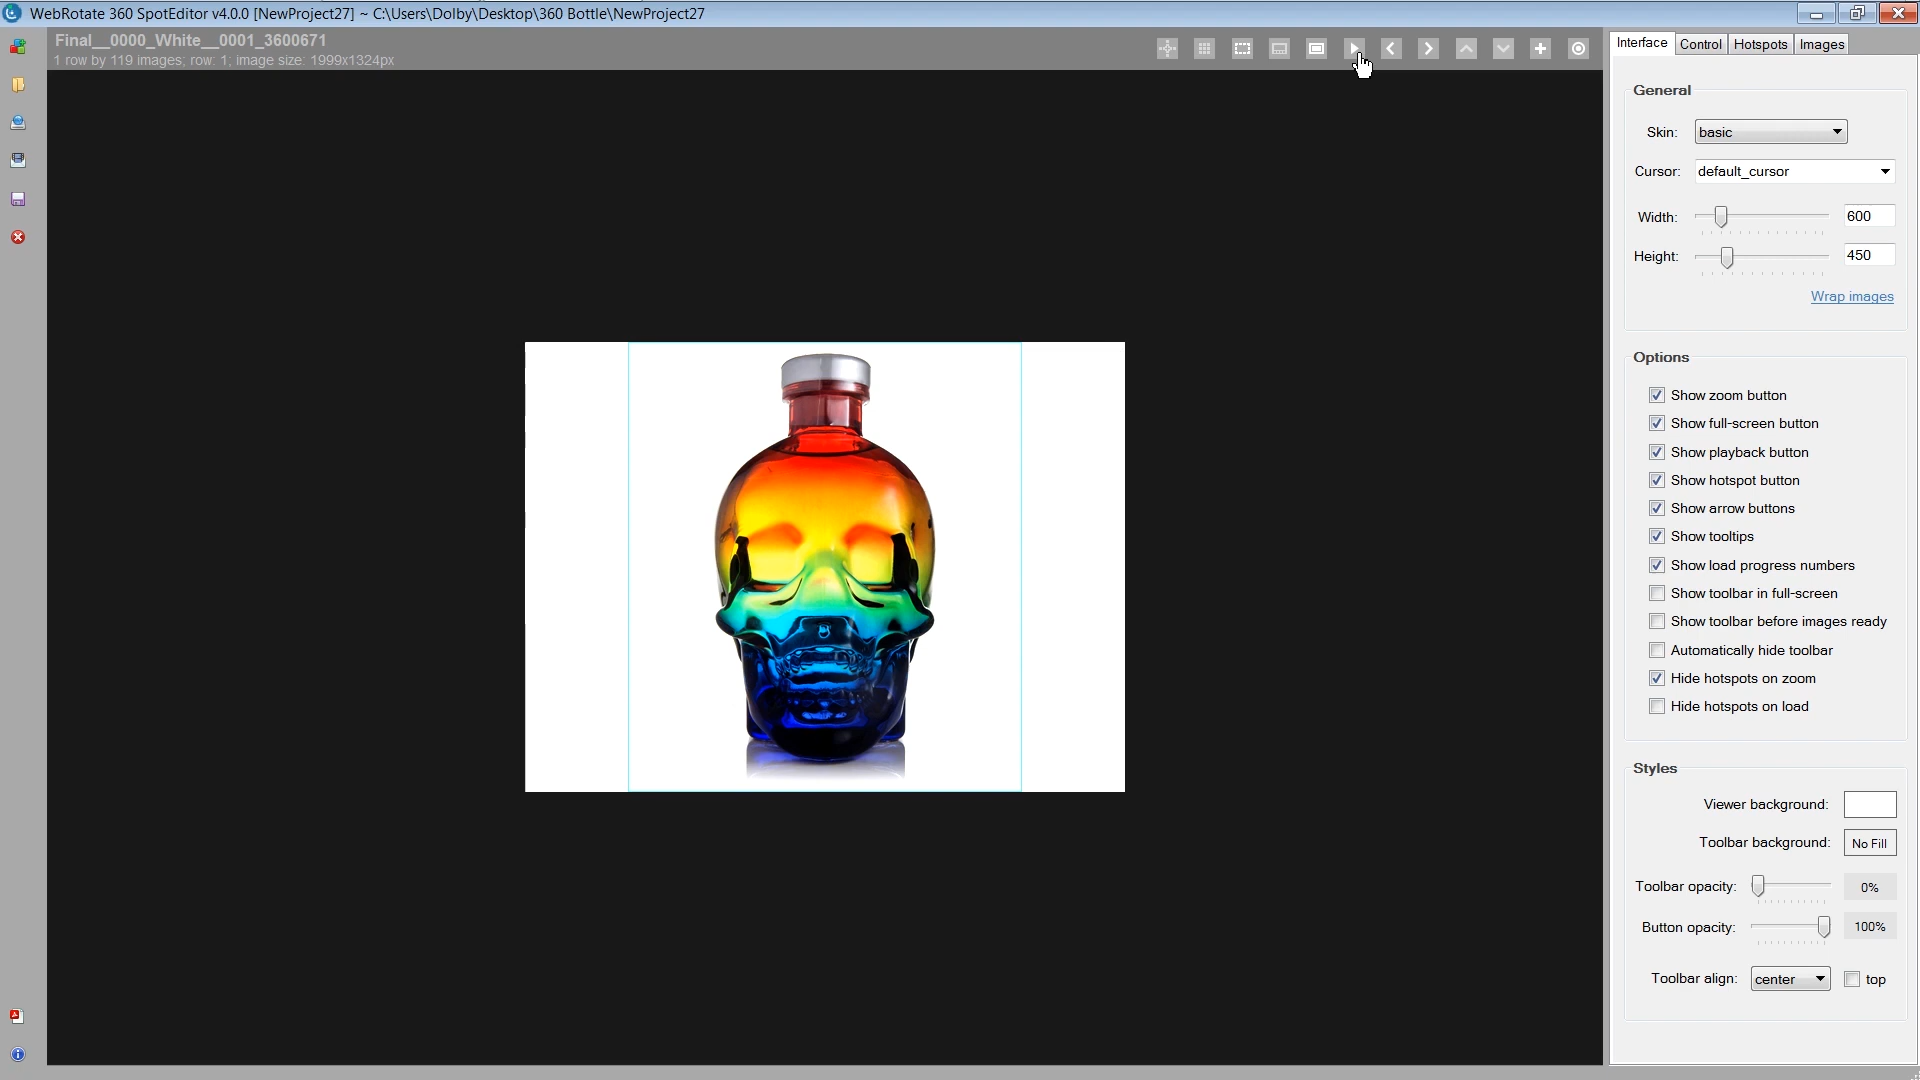 WebRotate 360 SpotEditor v4.0.0 [NewProject27] ~ C:\Users\Dolby\Desktop\360 Bottle\NewProject27
Final__0000_White__0001_3600671
1 row by 119 images; row: 1; image size: 1999x1324px
Interface Control Hotspots Images
General
Skin: basic
Cursor: default_cursor
Width: 600
Height: 450
Wrap images
Options
Show zoom button
Show full-screen button
Show playback button
Show hotspot button
Show arrow buttons
Show tooltips
Show load progress numbers
Show toolbar in full-screen
Show toolbar before images ready
Automatically hide toolbar
Hide hotspots on zoom
Hide hotspots on load
Styles
Viewer background:
Toolbar background: No Fill
Toolbar opacity: 0%
Button opacity: 100%
Toolbar align: center top